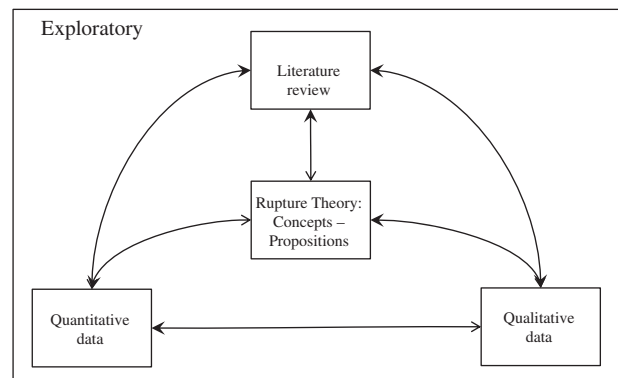 Exploratory
Literature
review
Rupture Theory:
Concepts –
Propositions
Quantitative
data
Qualitative
data